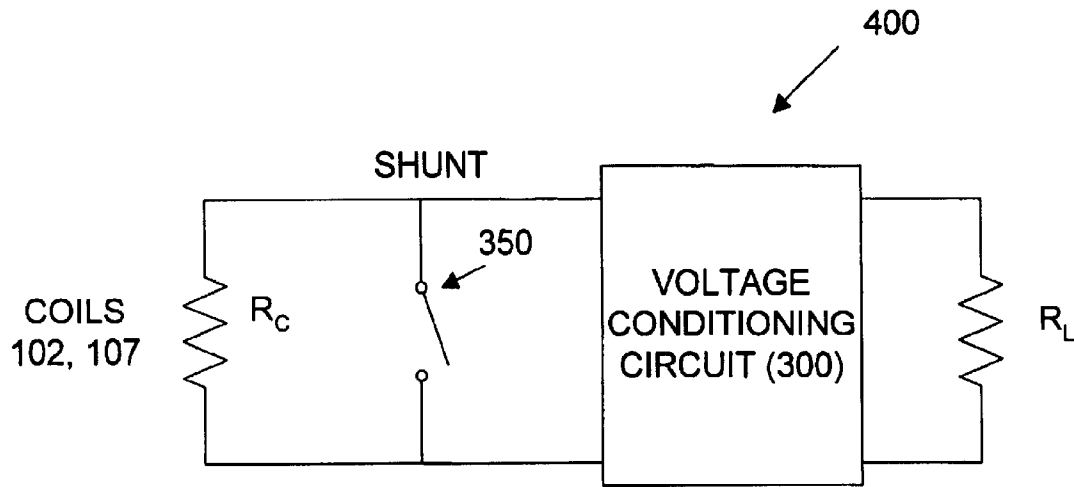 400
SHUNT
350
COILS
102, 107
R_C
VOLTAGE
CONDITIONING
CIRCUIT (300)
R_L